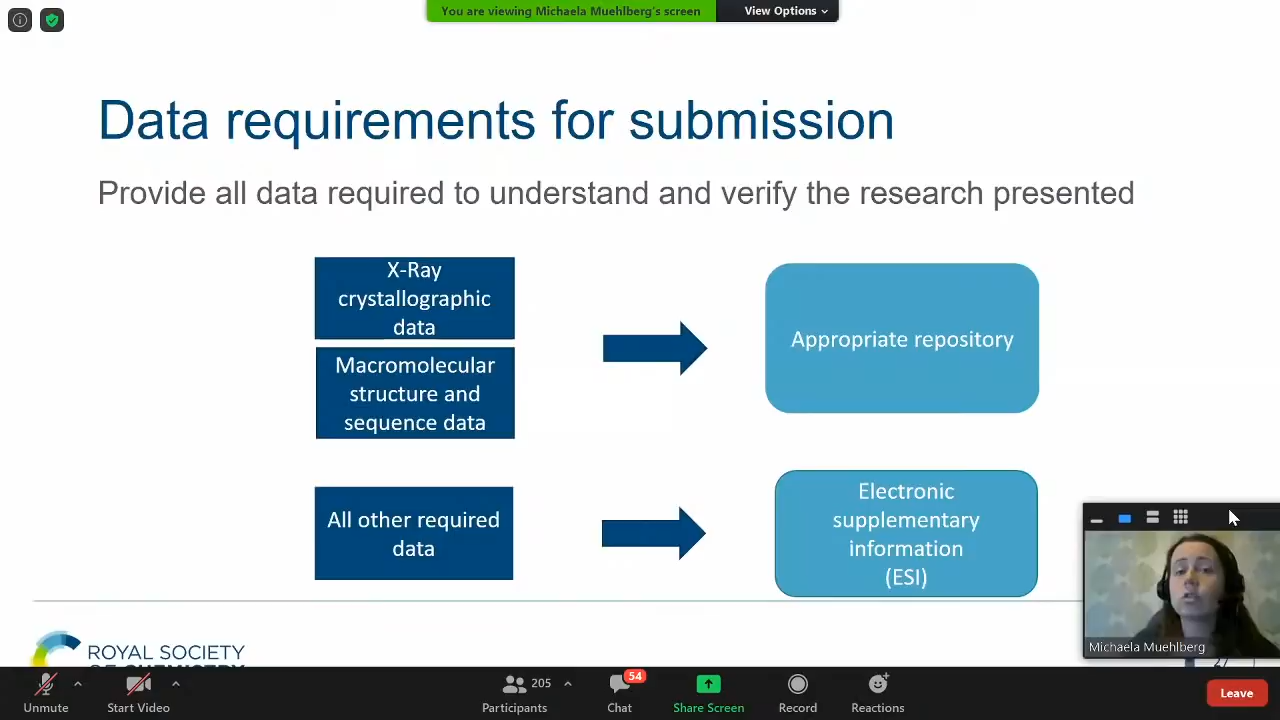 You are viewing Michaela Muehlberg's screen
View Options
Data requirements for submission
Provide all data required to understand and verify the research presented
X-Ray
crystallographic
data
Macromolecular
structure and
sequence data
Appropriate repository
All other required
data
Electronic
supplementary
information
(ESI)
Michaela Muehlberg
ROYAL SOCIETY
OF CHEMISTRY
27
Unmute
Start Video
205
Participants
54
Chat
Share Screen
Record
Reactions
Leave